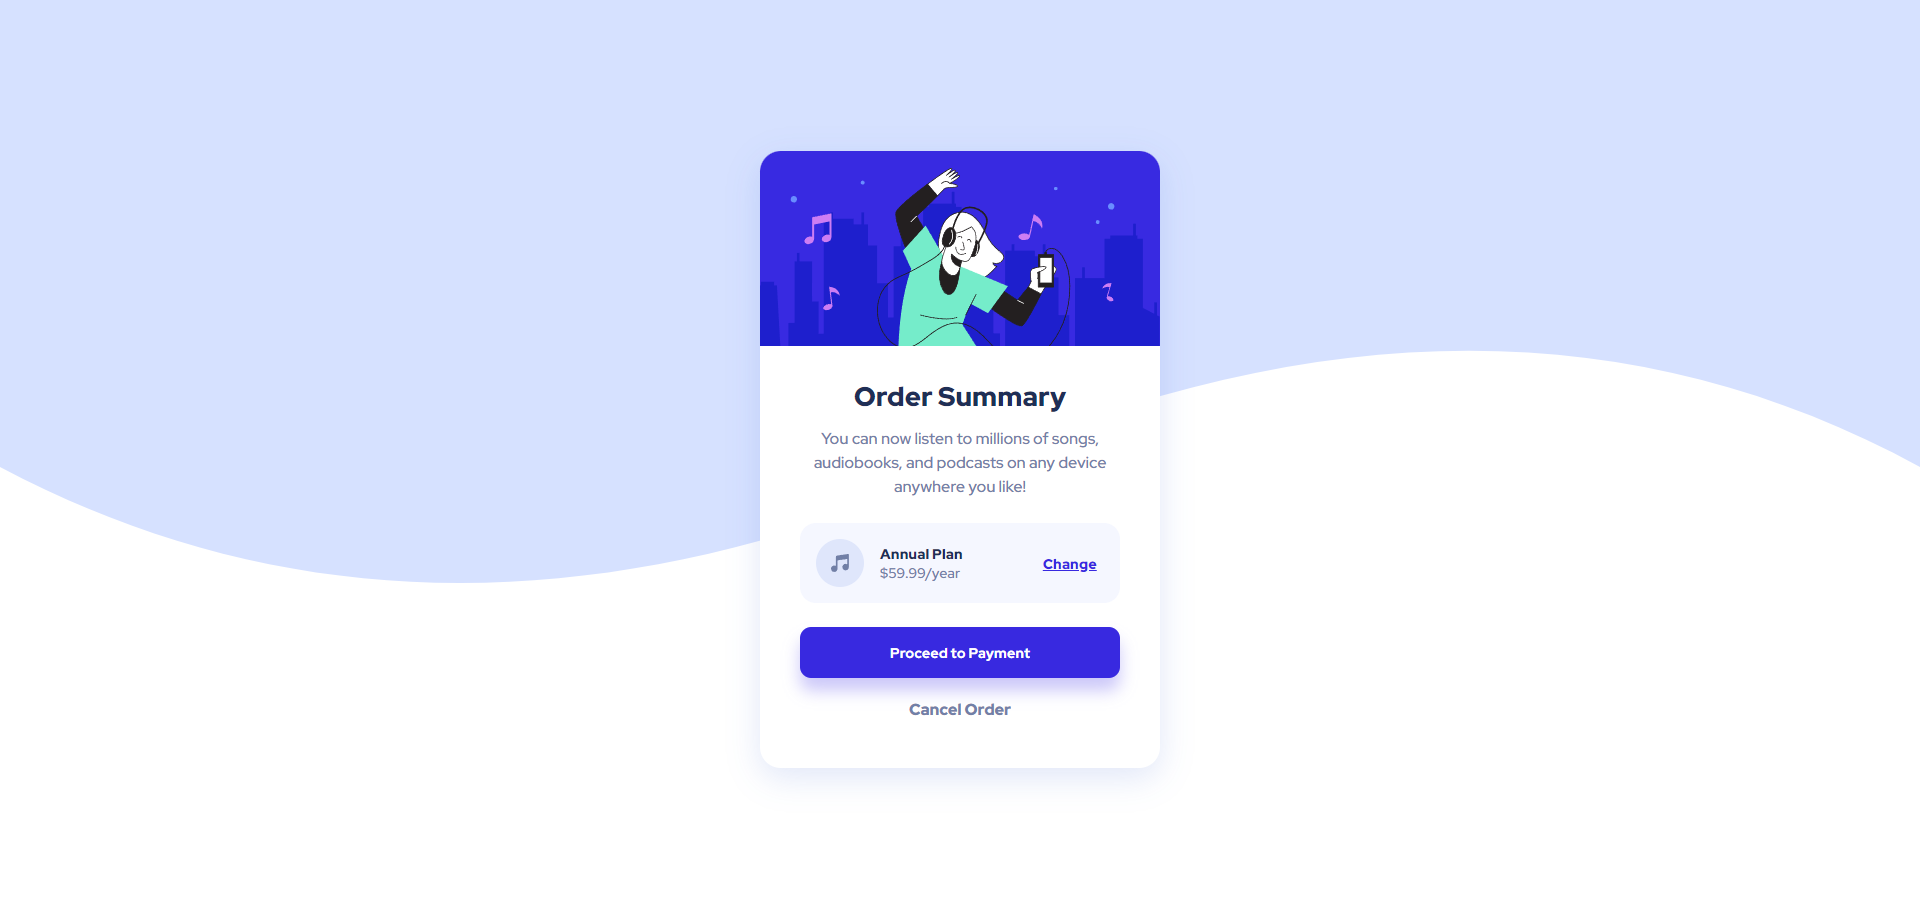 Order Summary
You can now listen to millions of songs,
audiobooks, and podcasts on any device
anywhere you like!
Annual Plan
$59.99/year
Change
Proceed to Payment
Cancel Order